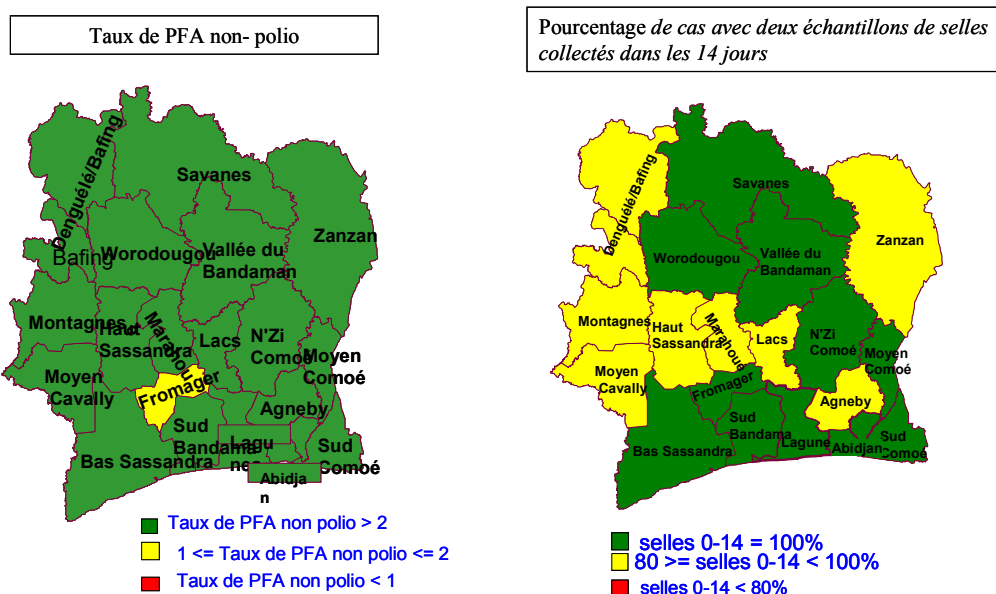 Taux de PFA non- polio
Denguélé/Bafing
Savanes
Zanzan
Bafing
Worodougou
Vallée du
Bandaman
Montagnes
Haut
Sassandra
Marahoué
Lacs
N'Zi
Comoé
Moyen
Comoé
Moyen
Cavally
Fromager
Agneby
Sud
Bandama
Lagu
nes
Sud
Comoé
Bas Sassandra
Abidja
n
Taux de PFA non polio > 2
1 <= Taux de PFA non polio <= 2
Taux de PFA non polio < 1
Pourcentage de cas avec deux échantillons de selles
collectés dans les 14 jours
Denguélé/Bafing
Savanes
Zanzan
Worodougou
Vallée du
Bandaman
Montagnes
Haut
Sassandra
Marahoué
Lacs
N'Zi
Comoé
Moyen
Comoé
Moyen
Cavally
Fromager
Agneby
Sud
Bandama
Lagune
Abidjan
Sud
Comoé
Bas Sassandra
selles 0-14 = 100%
80 >= selles 0-14 < 100%
selles 0-14 < 80%